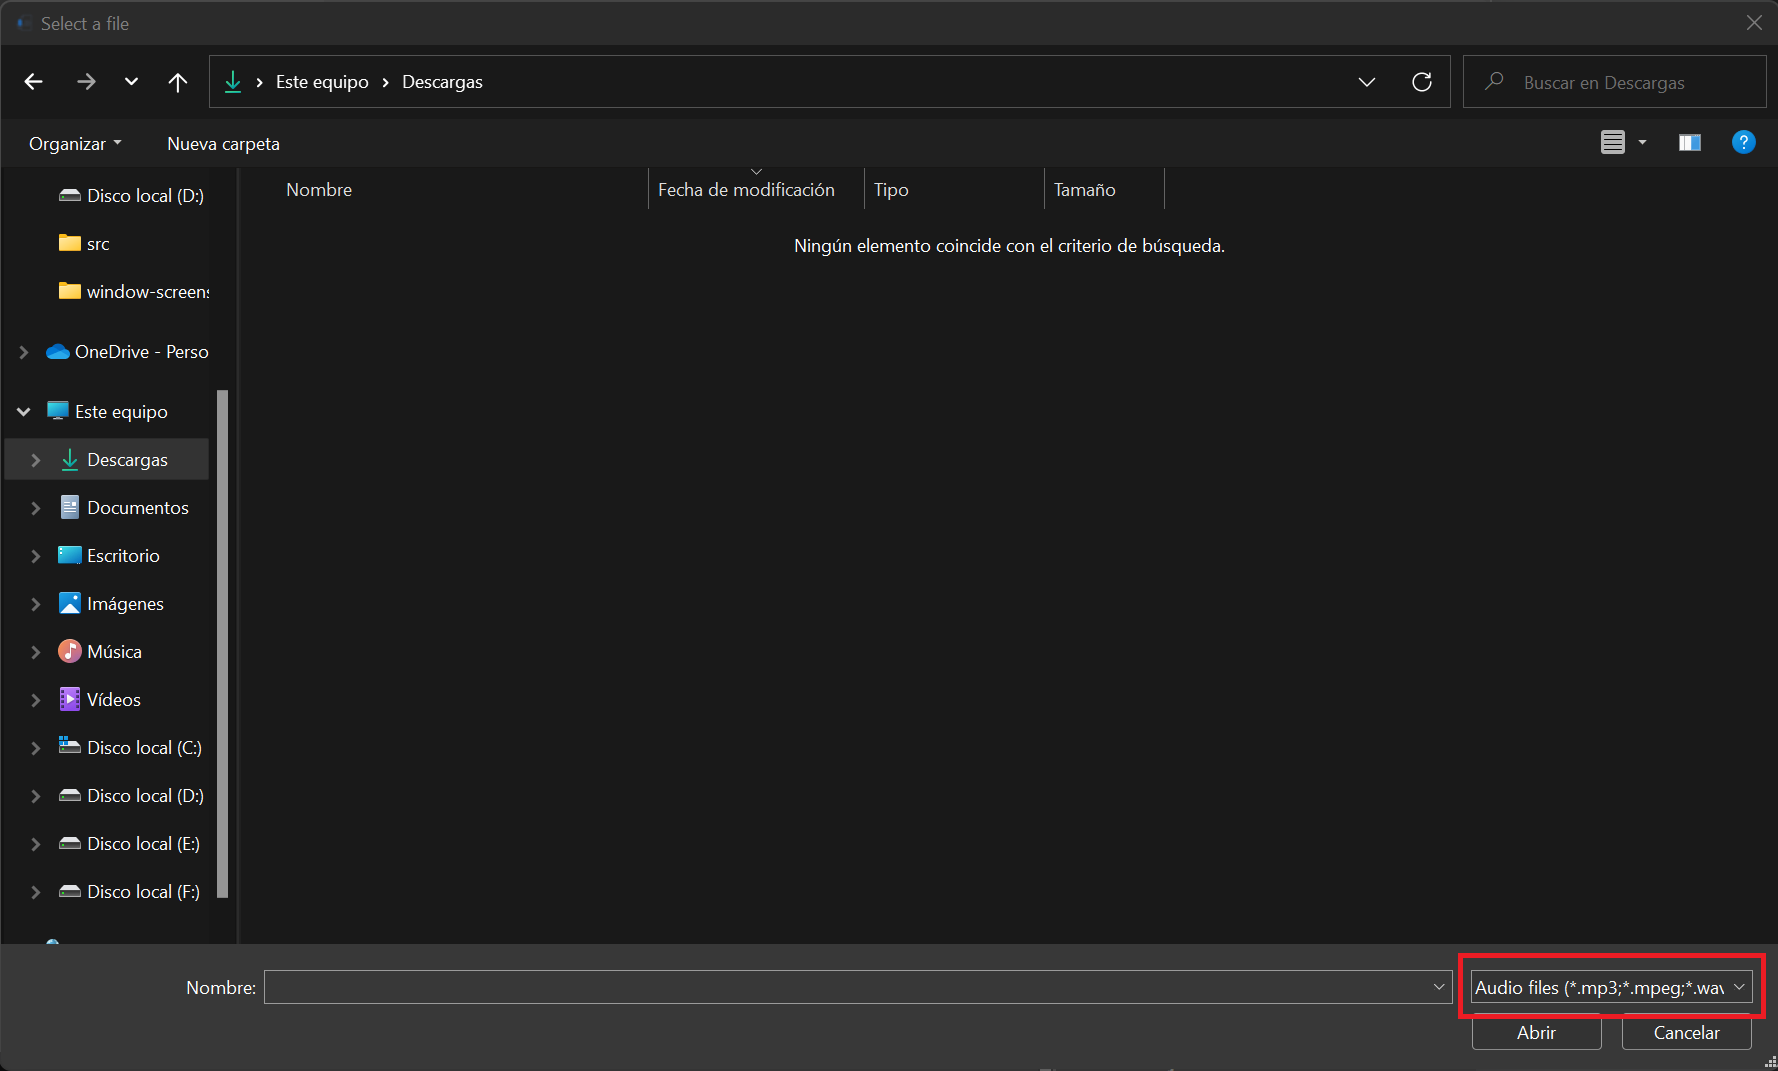 Select a file
Este equipo Descargas
Buscar en Descargas
Organizar
Nueva carpeta
?
Nombre
Fecha de modificación
Tipo
Tamaño
Ningún elemento coincide con el criterio de búsqueda.
Disco local (D:)
src
window-screens
OneDrive - Perso
Este equipo
Descargas
Documentos
Escritorio
Imágenes
Música
Vídeos
Disco local (C:)
Disco local (D:)
Disco local (E:)
Disco local (F:)
Nombre:
Audio files (*.mp3;*.mpeg;*.wav
Abrir
Cancelar